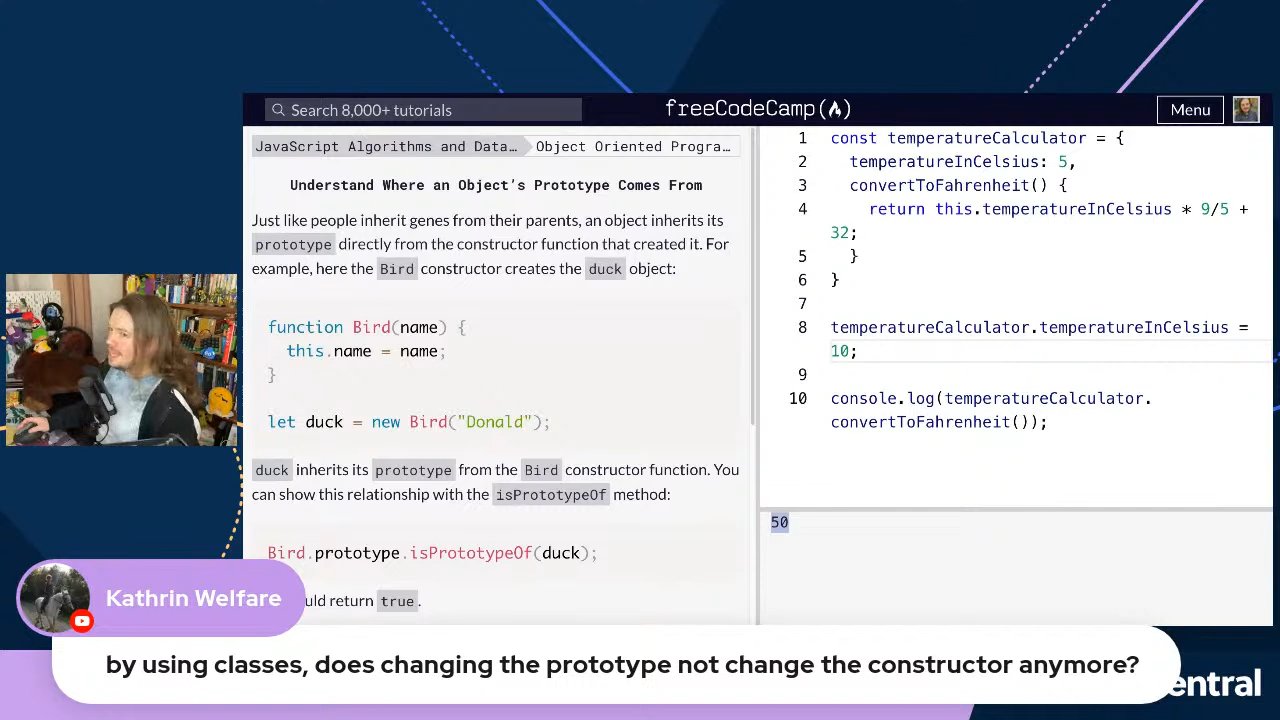 Search 8,000+ tutorials
freeCodeCamp(🔥)
Menu
JavaScript Algorithms and Data…
Object Oriented Progra…
Understand Where an Object's Prototype Comes From
Just like people inherit genes from their parents, an object inherits its
prototype directly from the constructor function that created it. For
example, here the Bird constructor creates the duck object:
function Bird(name) {
this.name = name;
}
let duck = new Bird("Donald");
duck inherits its prototype from the Bird constructor function. You
can show this relationship with the isPrototypeOf method:
Bird.prototype.isPrototypeOf(duck);
return true.
1 const temperatureCalculator = {
2 temperatureInCelsius: 5,
3 convertToFahrenheit() {
4 return this.temperatureInCelsius * 9/5 +
32;
5 }
6 }
7
8 temperatureCalculator.temperatureInCelsius =
10;
9
10 console.log(temperatureCalculator.
convertToFahrenheit());
50
Kathrin Welfare
by using classes, does changing the prototype not change the constructor anymore?
entral